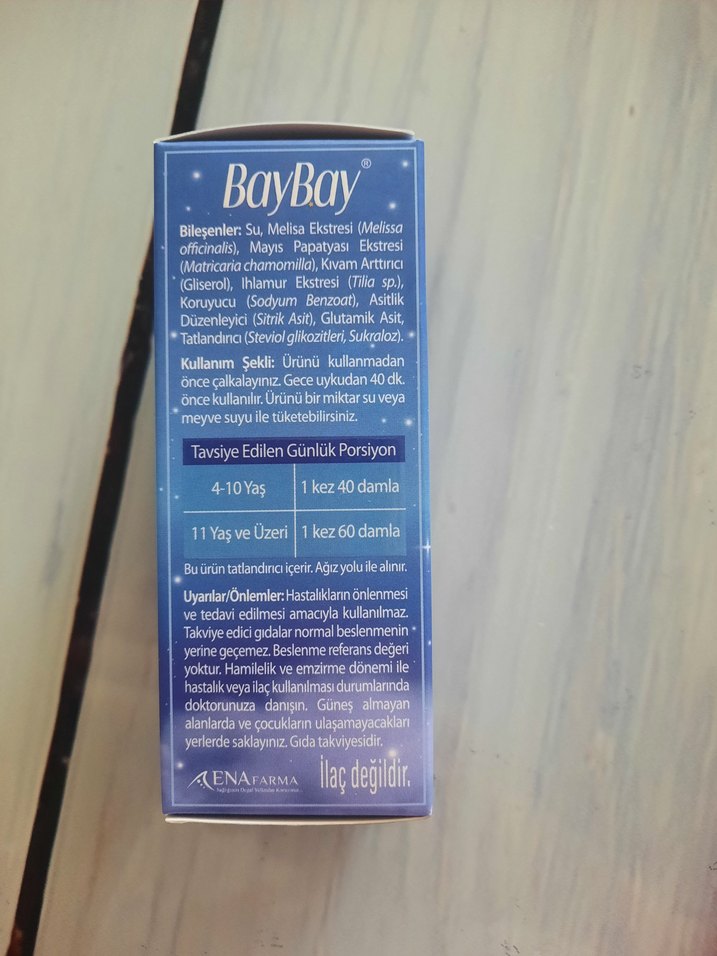 BayBay®
Bileşenler: Su, Melisa Ekstresi (Melissa
officinalis), Mayıs Papatyası Ekstresi
(Matricaria chamomilla), Kıvam Arttırıcı
(Gliserol), Ihlamur Ekstresi (Tilia sp.),
Koruyucu (Sodyum Benzoat), Asitlik
Düzenleyici (Sitrik Asit), Glutamik Asit,
Tatlandırıcı (Steviol glikozitleri, Sukraloz).
Kullanım Şekli: Ürünü kullanmadan
önce çalkalayınız. Gece uykudan 40 dk.
önce kullanılır. Ürünü bir miktar su veya
meyve suyu ile tüketebilirsiniz.
Tavsiye Edilen Günlük Porsiyon
4-10 Yaş 1 kez 40 damla
11 Yaş ve Üzeri 1 kez 60 damla
Bu ürün tatlandırıcı içerir. Ağız yolu ile alınır.
Uyarılar/Önlemler: Hastalıkların önlenmesi
ve tedavi edilmesi amacıyla kullanılmaz.
Takviye edici gıdalar normal beslenmenin
yerine geçemez. Beslenme referans değeri
yoktur. Hamilelik ve emzirme dönemi ile
hastalık veya ilaç kullanılması durumlarında
doktorunuza danışın. Güneş almayan
alanlarda ve çocukların ulaşamayacakları
yerlerde saklayınız. Gıda takviyesidir.
ENAFARMA İlaç değildir.